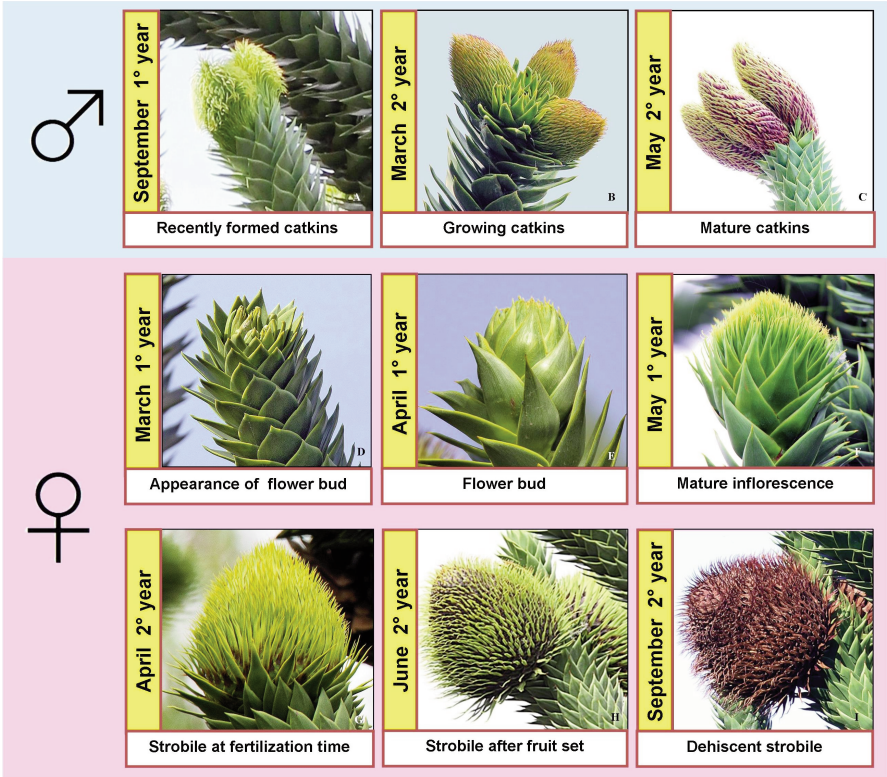 September 1° year
Recently formed catkins
March 2° year
B
Growing catkins
May 2° year
C
Mature catkins
March 1° year
D
Appearance of flower bud
April 1° year
E
Flower bud
May 1° year
F
Mature inflorescence
April 2° year
G
Strobile at fertilization time
June 2° year
H
Strobile after fruit set
September 2° year
I
Dehiscent strobile